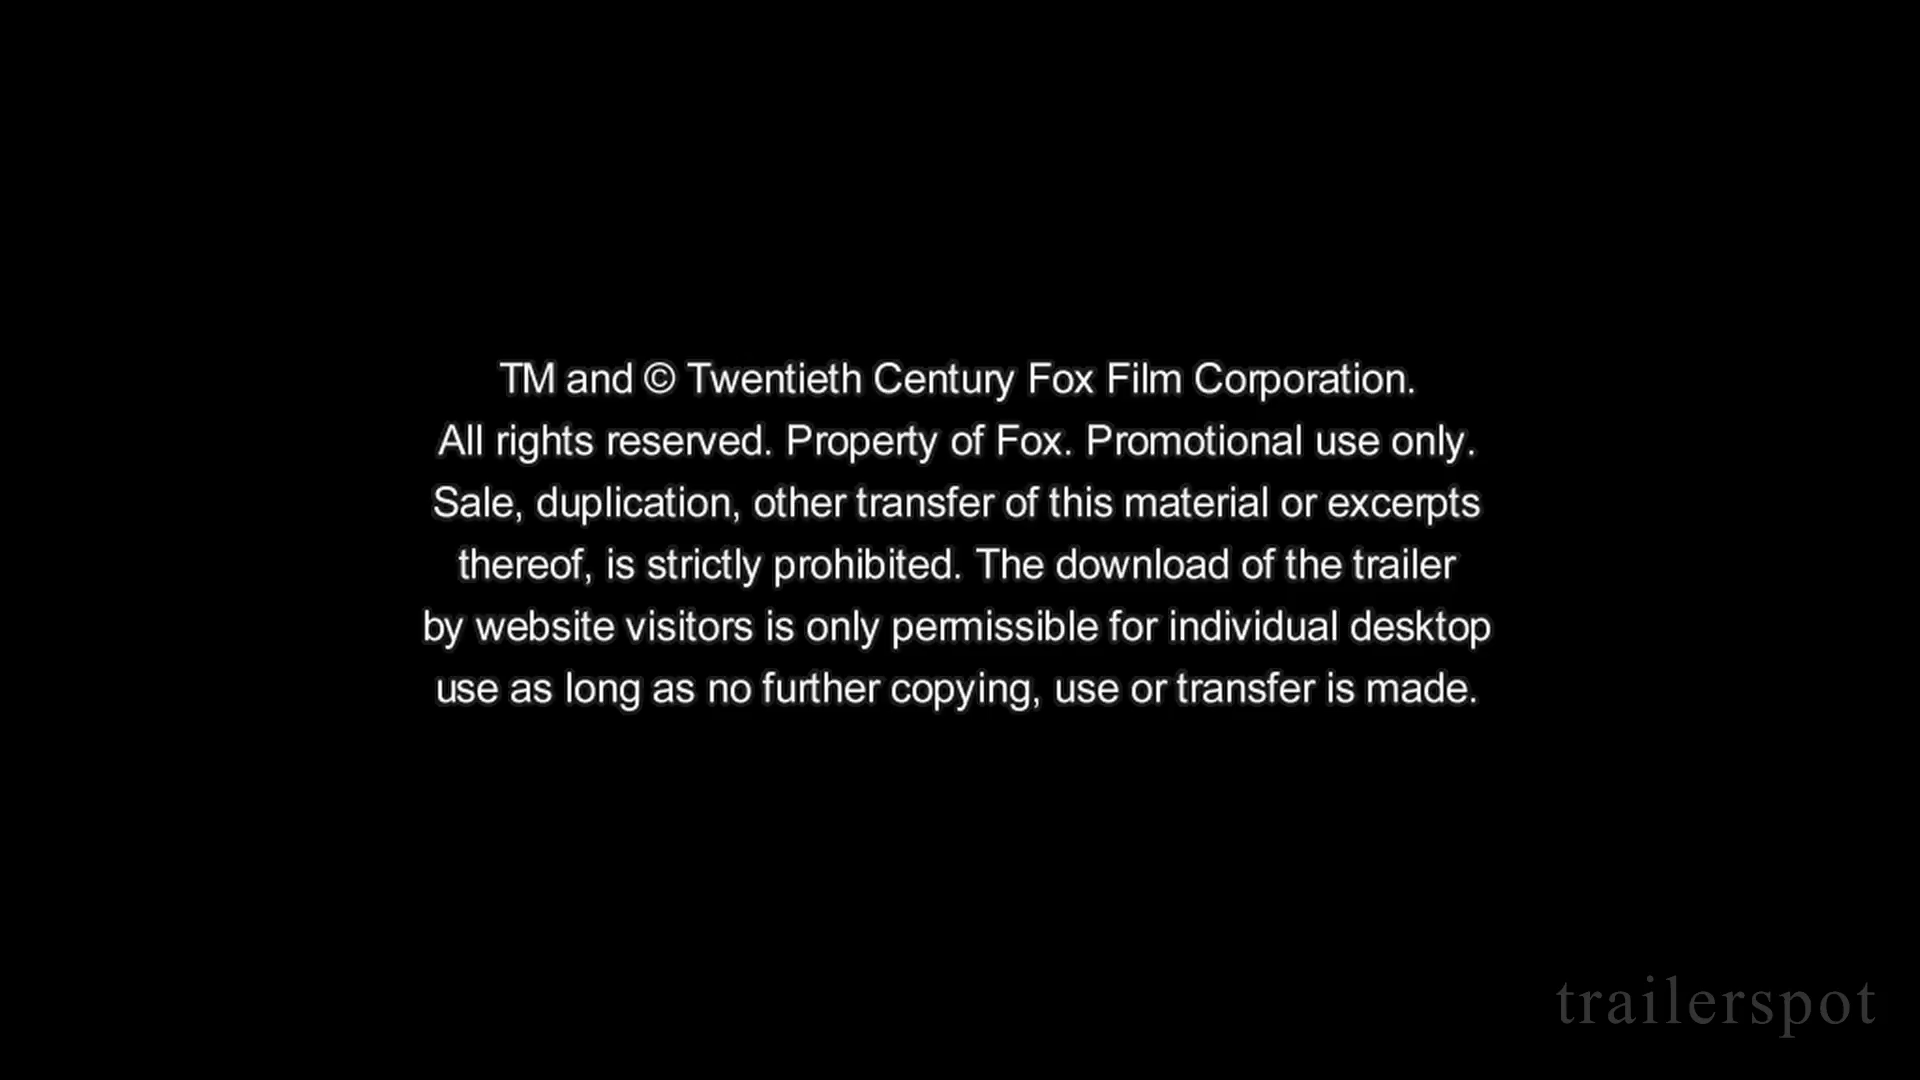 TM and © Twentieth Century Fox Film Corporation.
All rights reserved. Property of Fox. Promotional use only.
Sale, duplication, other transfer of this material or excerpts
thereof, is strictly prohibited. The download of the trailer
by website visitors is only permissible for individual desktop
use as long as no further copying, use or transfer is made.
trailerspot